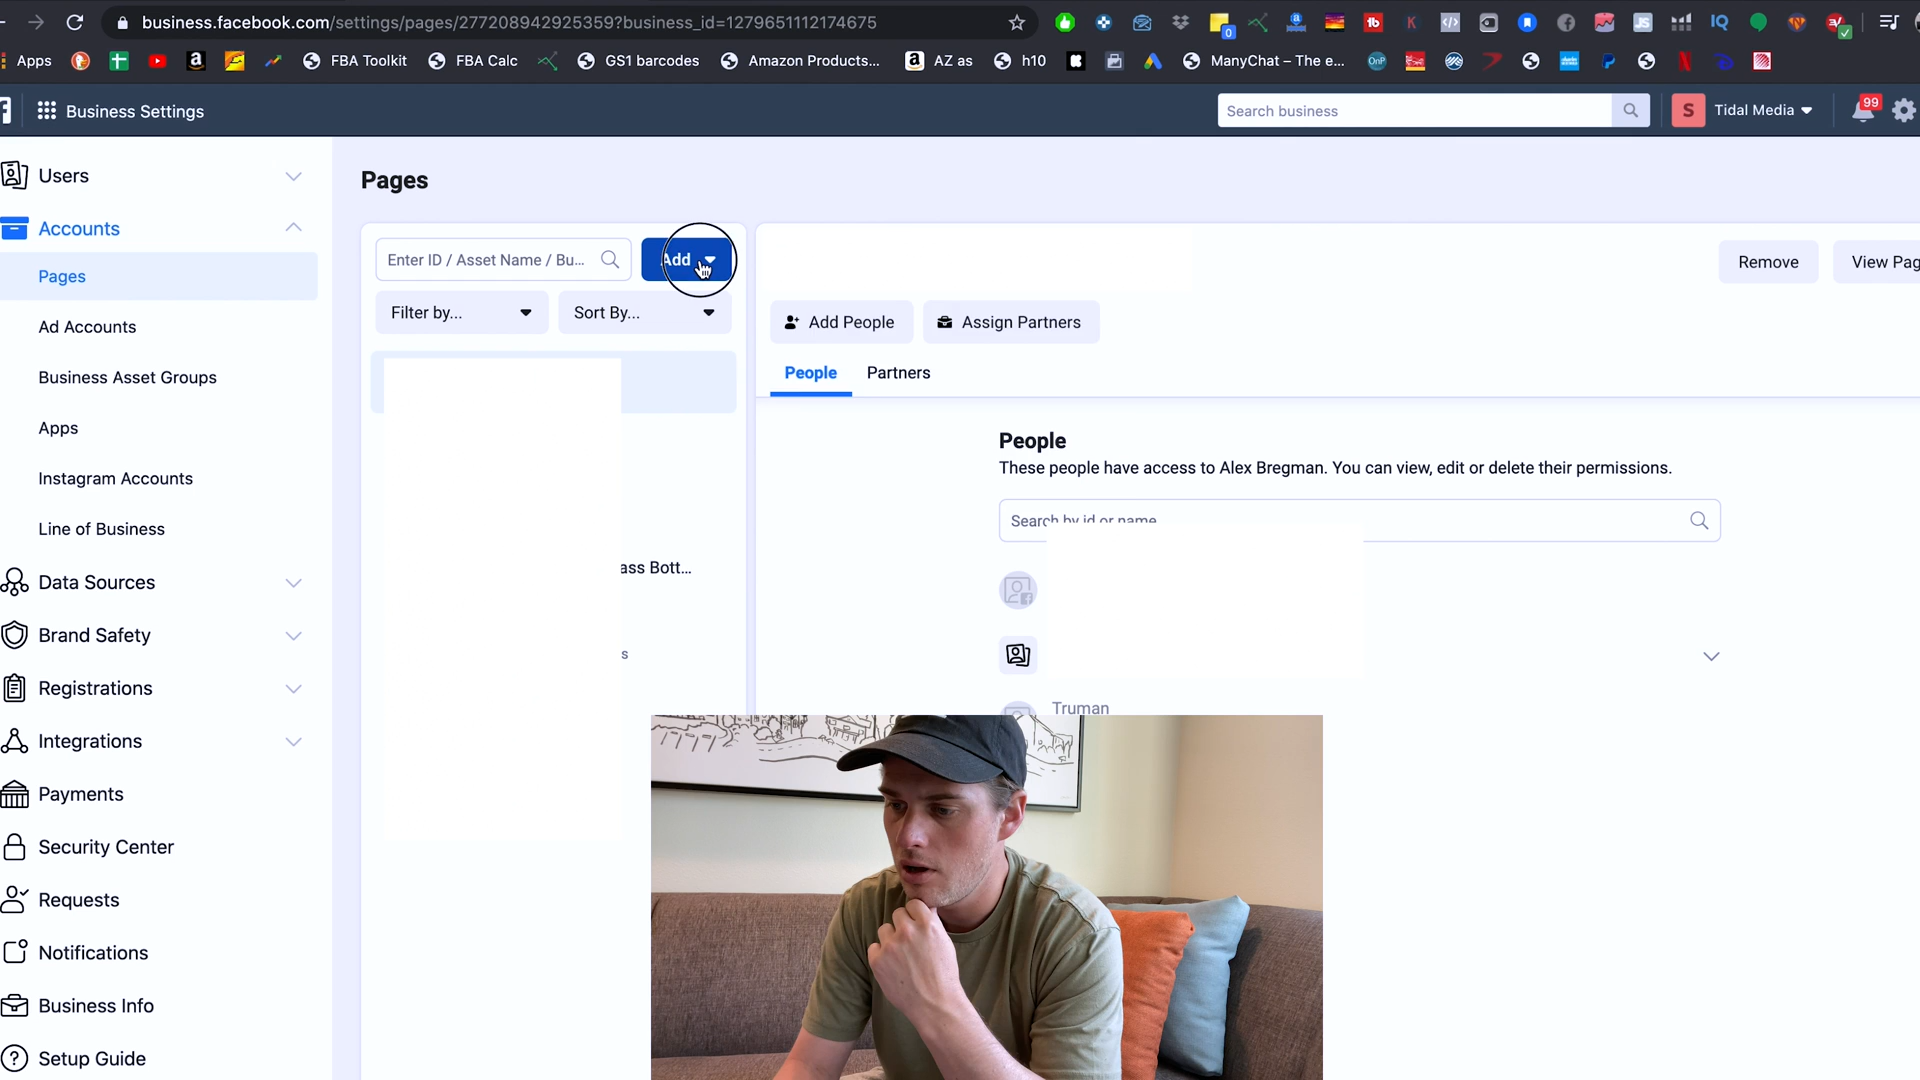 business.facebook.com/settings/pages/277208942925359?business_id=1279651112174675
0
tb
K
</>
JS
IQ
Apps
a
FBA Toolkit
FBA Calc
GS1 barcodes
Amazon Products...
a
AZ as
h10
ManyChat – The e...
OnP
Business Settings
Search business
S
Tidal Media
99
Users
Accounts
Pages
Ad Accounts
Business Asset Groups
Apps
Instagram Accounts
Line of Business
Data Sources
Brand Safety
Registrations
Integrations
Payments
Security Center
Requests
Notifications
Business Info
Setup Guide
Pages
Enter ID / Asset Name / Bu...
Add
Filter by...
Sort By...
ass Bott...
s
Remove
View Pag
Add People
Assign Partners
People
Partners
People
These people have access to Alex Bregman. You can view, edit or delete their permissions.
Search by id or name
Truman